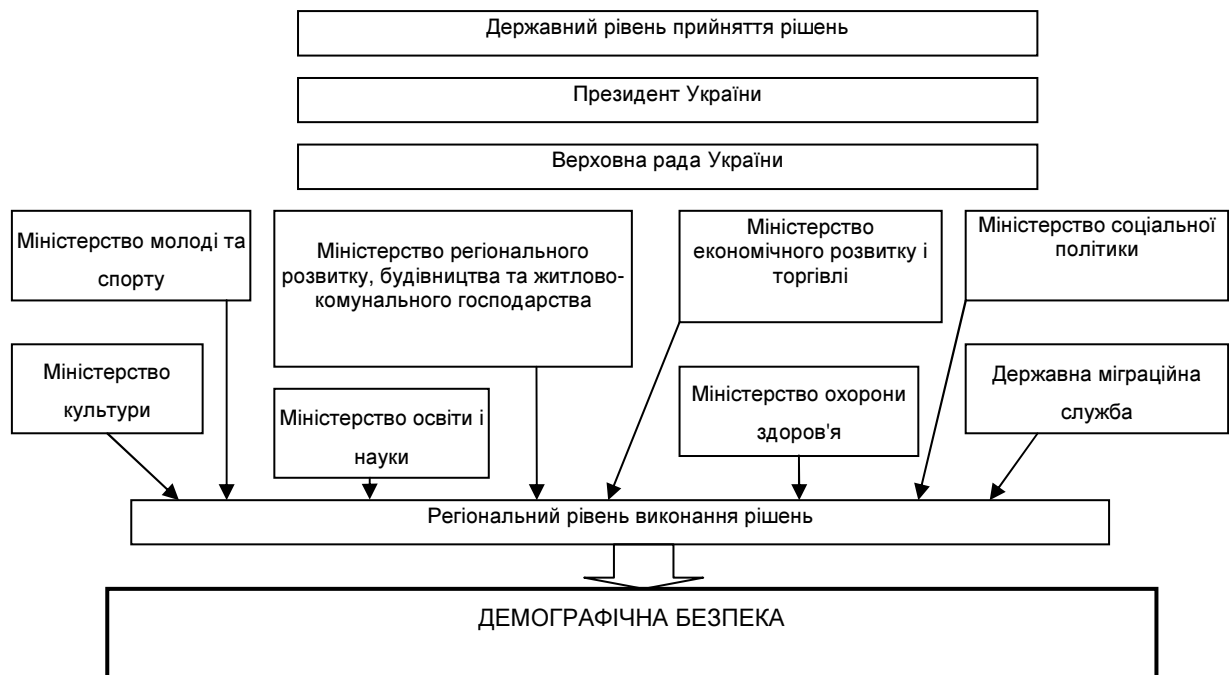 Державний рівень прийняття рішень
Президент України
Верховна рада України
Міністерство молоді та
спорту
Міністерство регіонального
розвитку, будівництва та житлово-
комунального господарства
Міністерство
економічного розвитку і
торгівлі
Міністерство соціальної
політики
Міністерство
культури
Міністерство освіти і
науки
Міністерство охорони
здоров'я
Державна міграційна
служба
Регіональний рівень виконання рішень
ДЕМОГРАФІЧНА БЕЗПЕКА